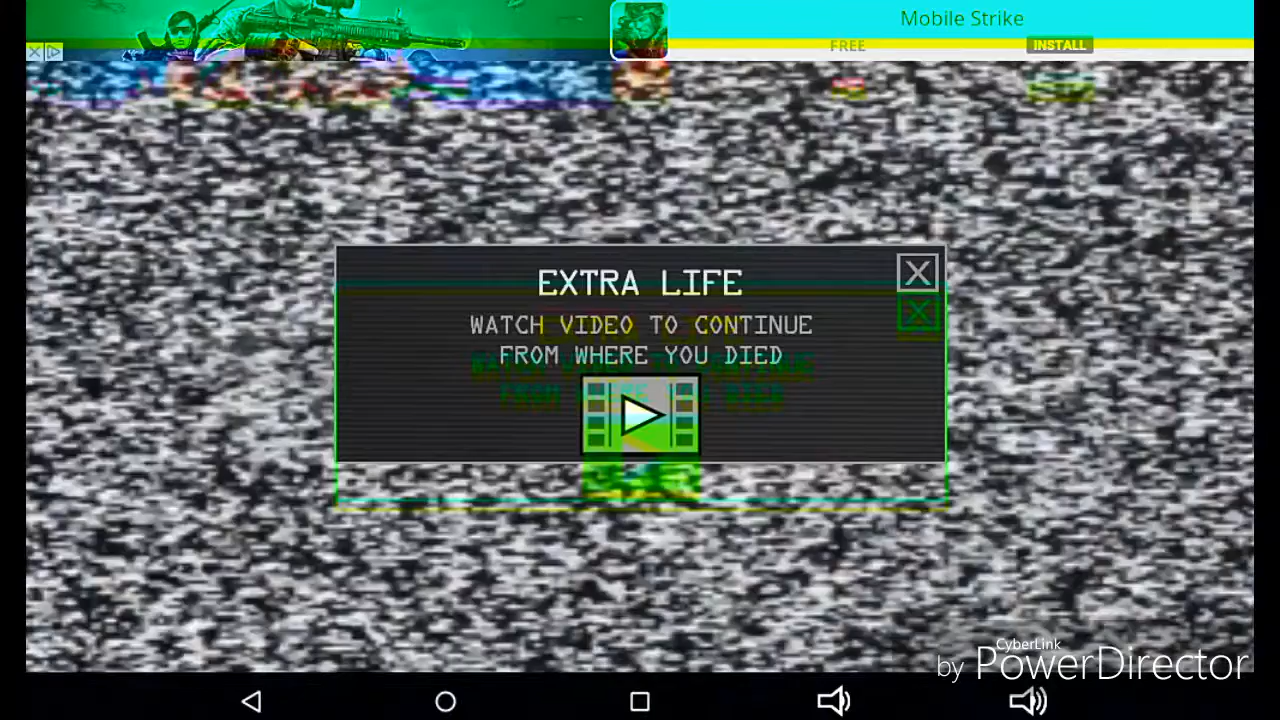 Mobile Strike
FREE
INSTALL
EXTRA LIFE
WATCH VIDEO TO CONTINUE
FROM WHERE YOU DIED
CyberLink
by PowerDirector